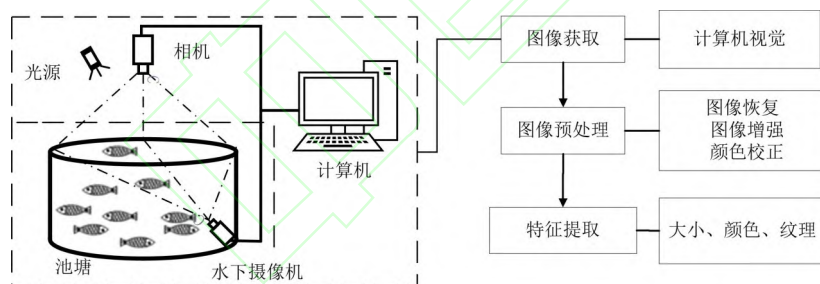 光源
相机
计算机
池塘
水下摄像机
图像获取
计算机视觉
图像预处理
图像恢复
图像增强
颜色校正
特征提取
大小、颜色、纹理